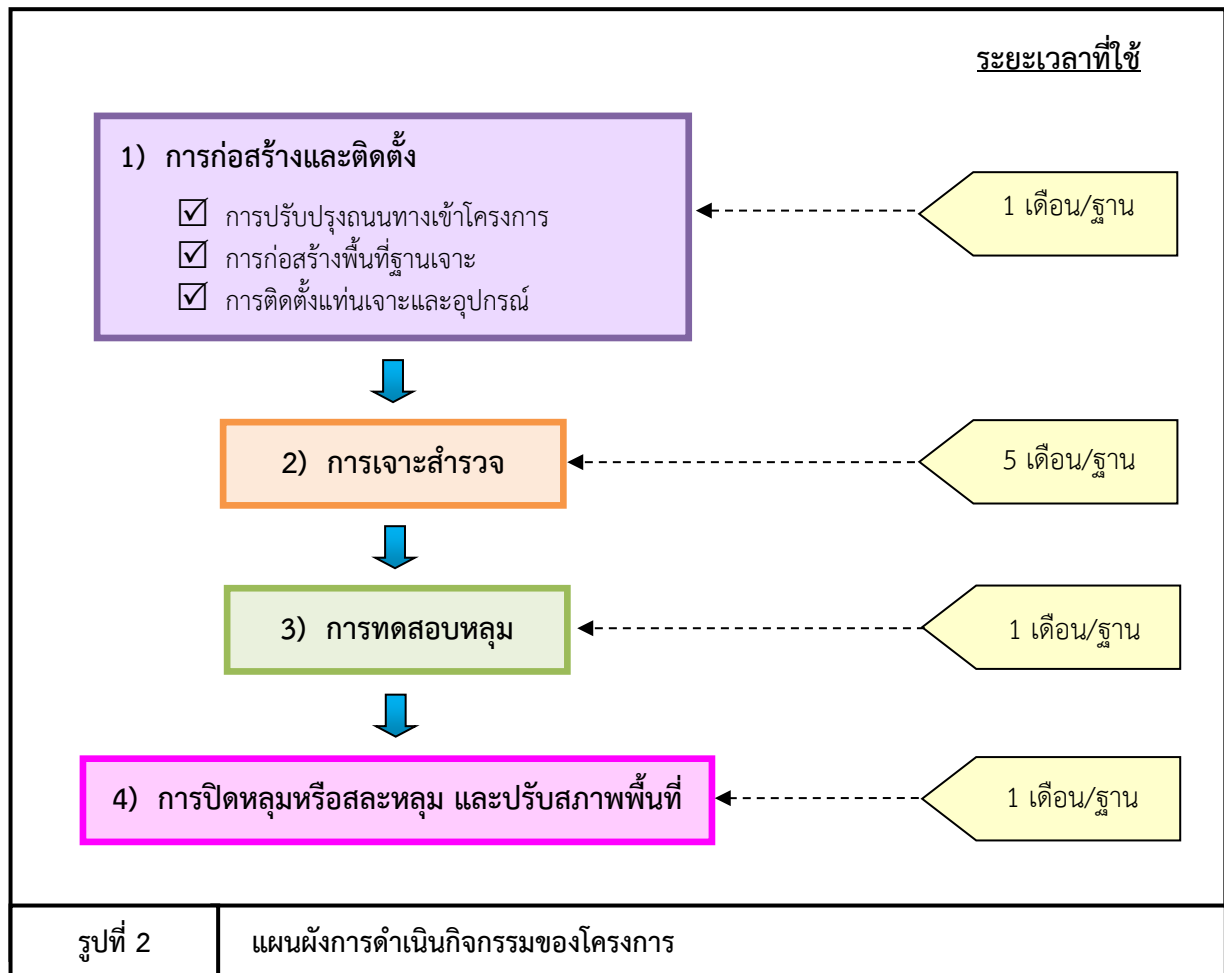 ระยะเวลาที่ใช้
1) การก่อสร้างและติดตั้ง
☑ การปรับปรุงถนนทางเข้าโครงการ
☑ การก่อสร้างพื้นที่ฐานเจาะ
☑ การติดตั้งแท่นเจาะและอุปกรณ์
1 เดือน/ฐาน
2) การเจาะสำรวจ
5 เดือน/ฐาน
3) การทดสอบหลุม
1 เดือน/ฐาน
4) การปิดหลุมหรือสละหลุม และปรับสภาพพื้นที่
1 เดือน/ฐาน
รูปที่ 2 แผนผังการดำเนินกิจกรรมของโครงการ